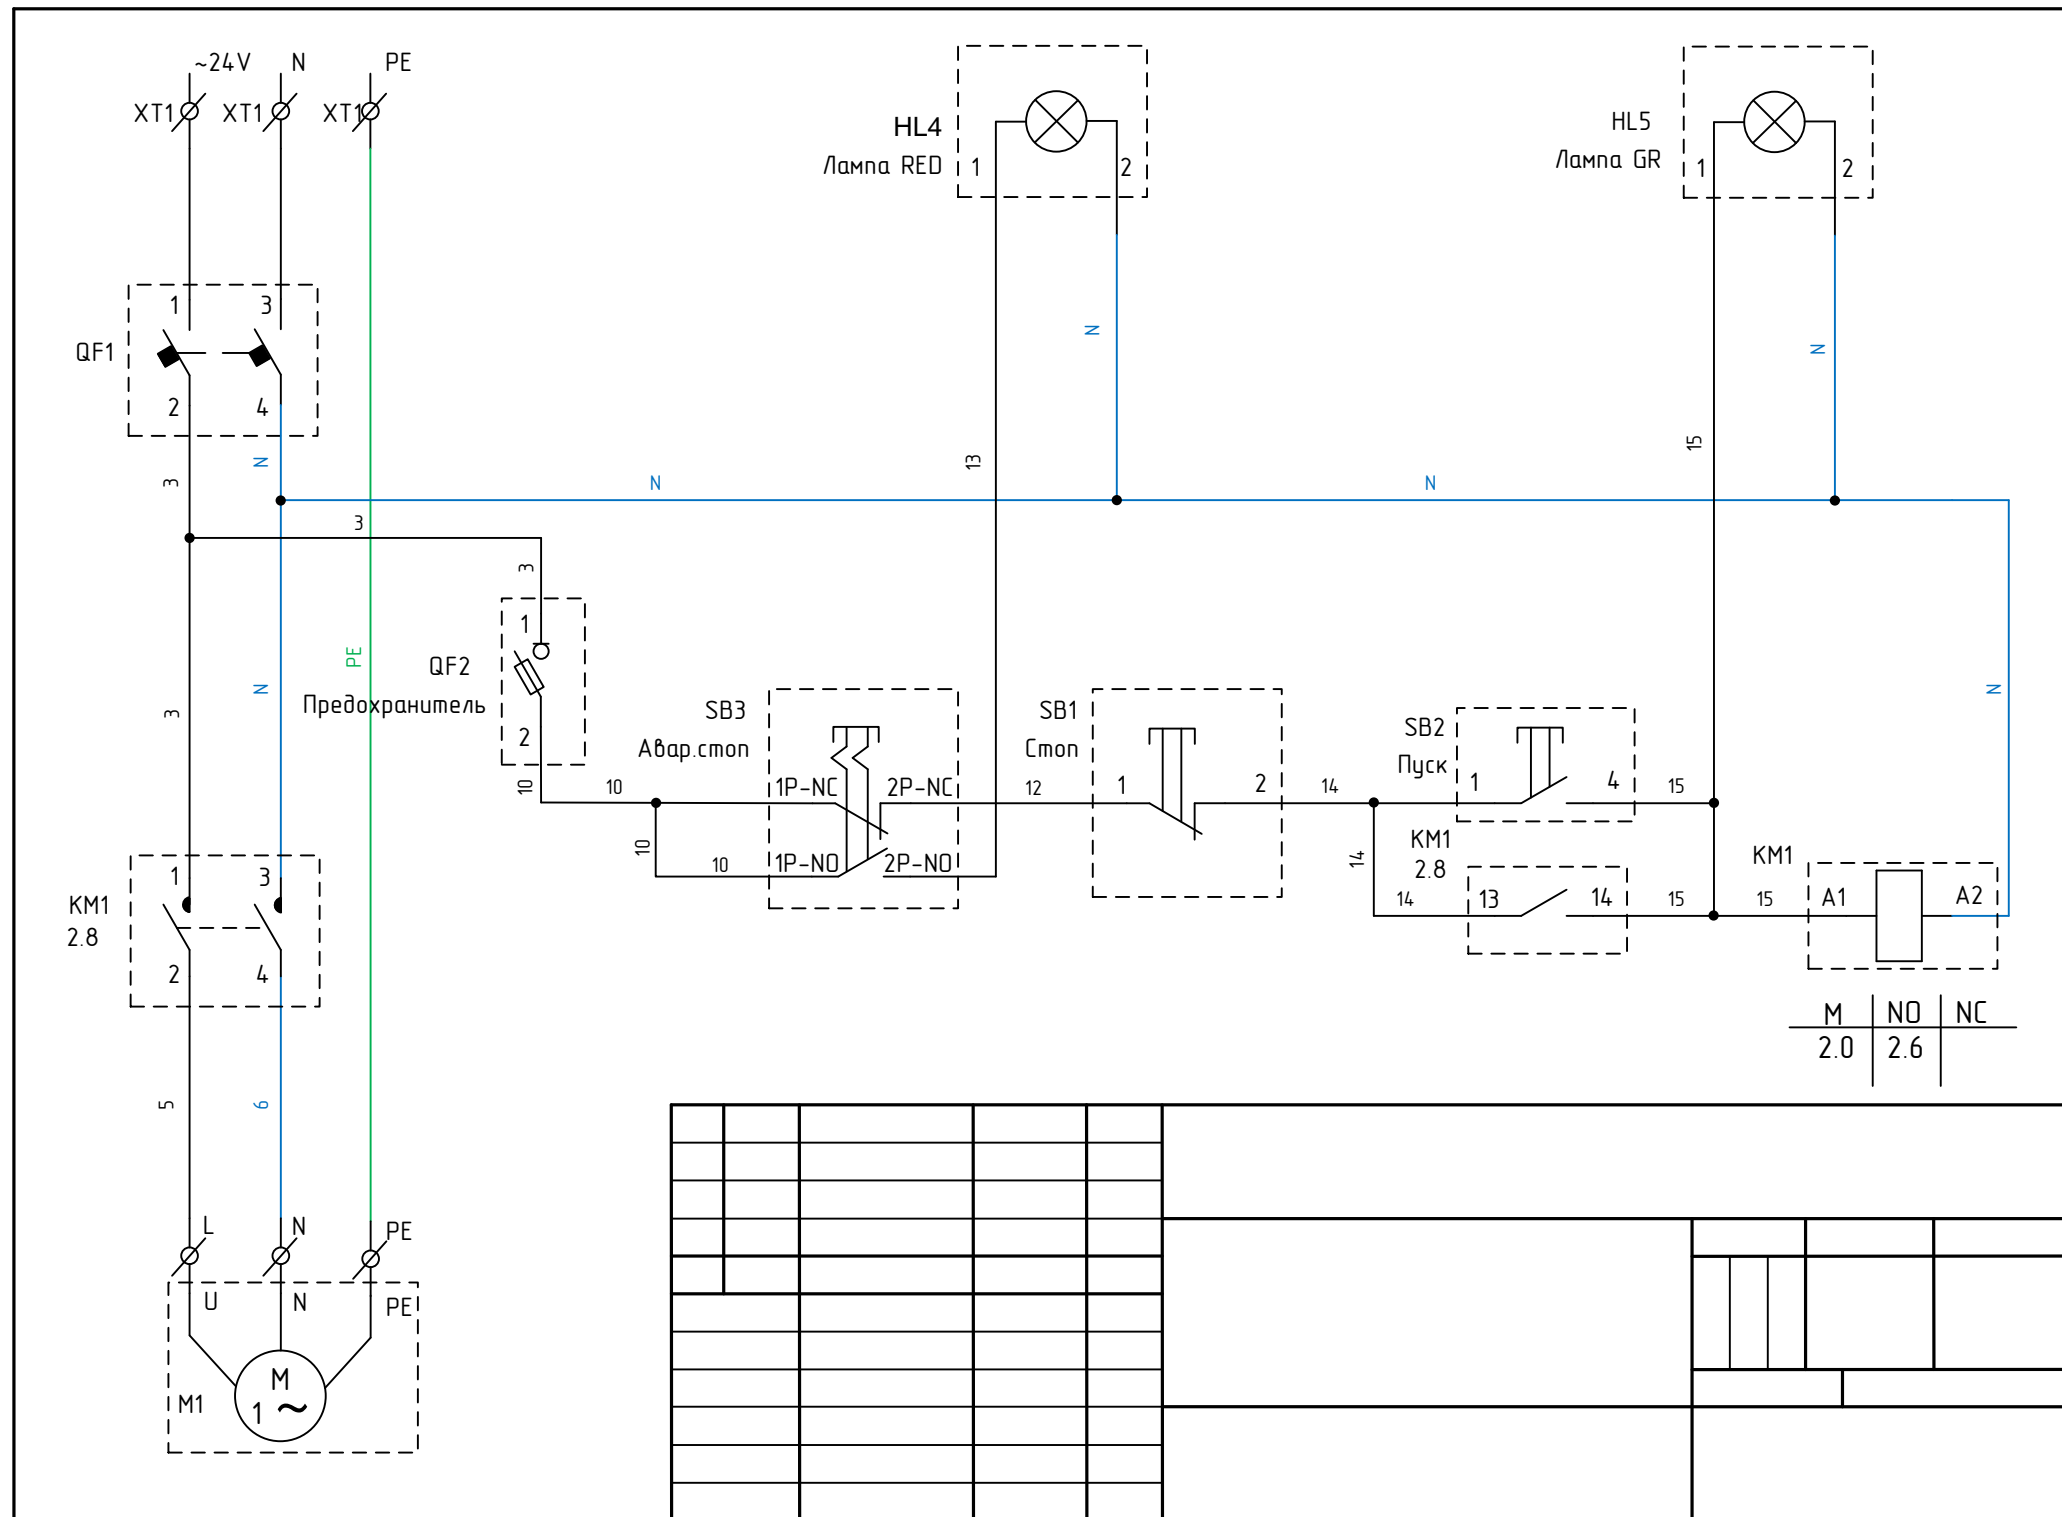 ~24V N PE
XT1 XT1 XT1
HL4
Лампа RED
1 2
HL5
Лампа GR
1 2
QF1
1 3
2 4
N
N
3
N
13
N
N
15
3
3
QF2
Предохранитель
1
2
PE
N
3
10
10
10
10
SB3
Авар.стоп
1P-NC 2P-NC
1P-NO 2P-NO
12
SB1
Стоп
1 2
14
14
14
SB2
Пуск
1 4
15
KM1
2.8
13 14
15
15
KM1
A1 A2
N
M NO NC
2.0 2.6
KM1
2.8
1 3
2 4
5
6
L N PE
U N PE
M1
M
1 ~